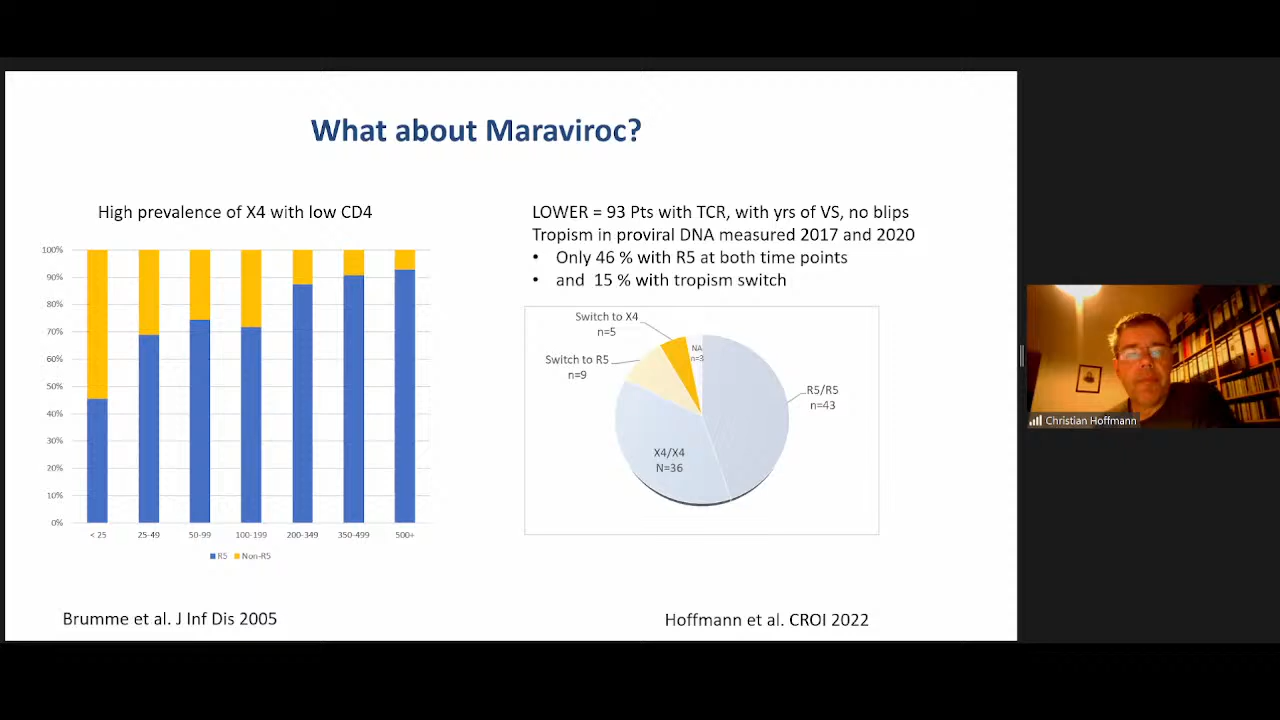 What about Maraviroc?
High prevalence of X4 with low CD4
100%
90%
80%
70%
60%
50%
40%
30%
20%
10%
0%
< 25
25-49
50-99
100-199
200-349
350-499
500+
R5
Non-R5
Brumme et al. J Inf Dis 2005
LOWER = 93 Pts with TCR, with yrs of VS, no blips
Tropism in proviral DNA measured 2017 and 2020
• Only 46 % with R5 at both time points
• and 15 % with tropism switch
Switch to X4
n=5
Switch to R5
n=9
NA
n=3
R5/R5
n=43
X4/X4
N=36
Hoffmann et al. CROI 2022
Christian Hoffmann